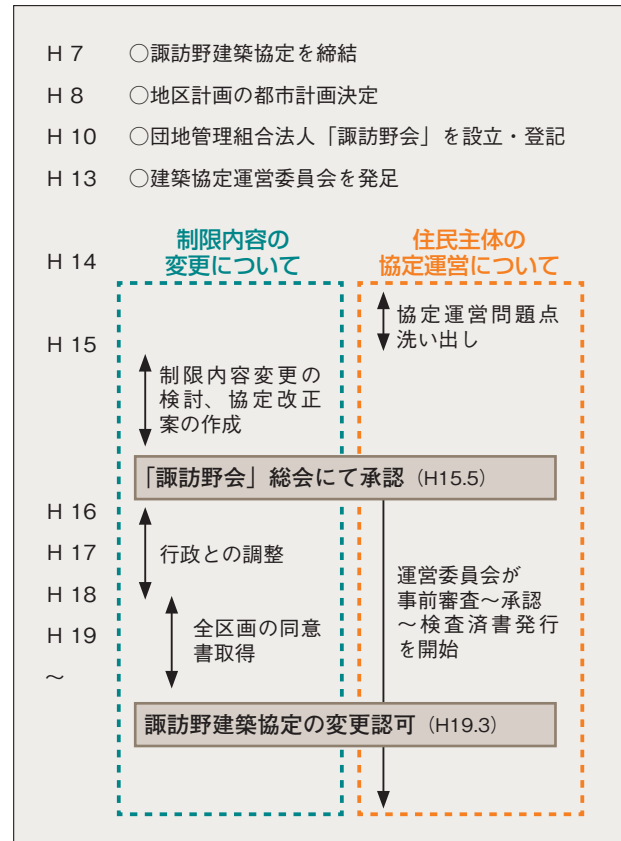 H 7 ○諏訪野建築協定を締結
H 8 ○地区計画の都市計画決定
H 10 ○団地管理組合法人「諏訪野会」を設立・登記
H 13 ○建築協定運営委員会を発足
H 14
制限内容の
変更について
住民主体の
協定運営について
協定運営問題点
洗い出し
H 15
制限内容変更の
検討、協定改正
案の作成
「諏訪野会」総会にて承認（H15.5）
H 16
H 17
行政との調整
H 18
運営委員会が
事前審査～承認
～検査済書発行
を開始
H 19
全区画の同意
書取得
～
諏訪野建築協定の変更認可（H19.3）